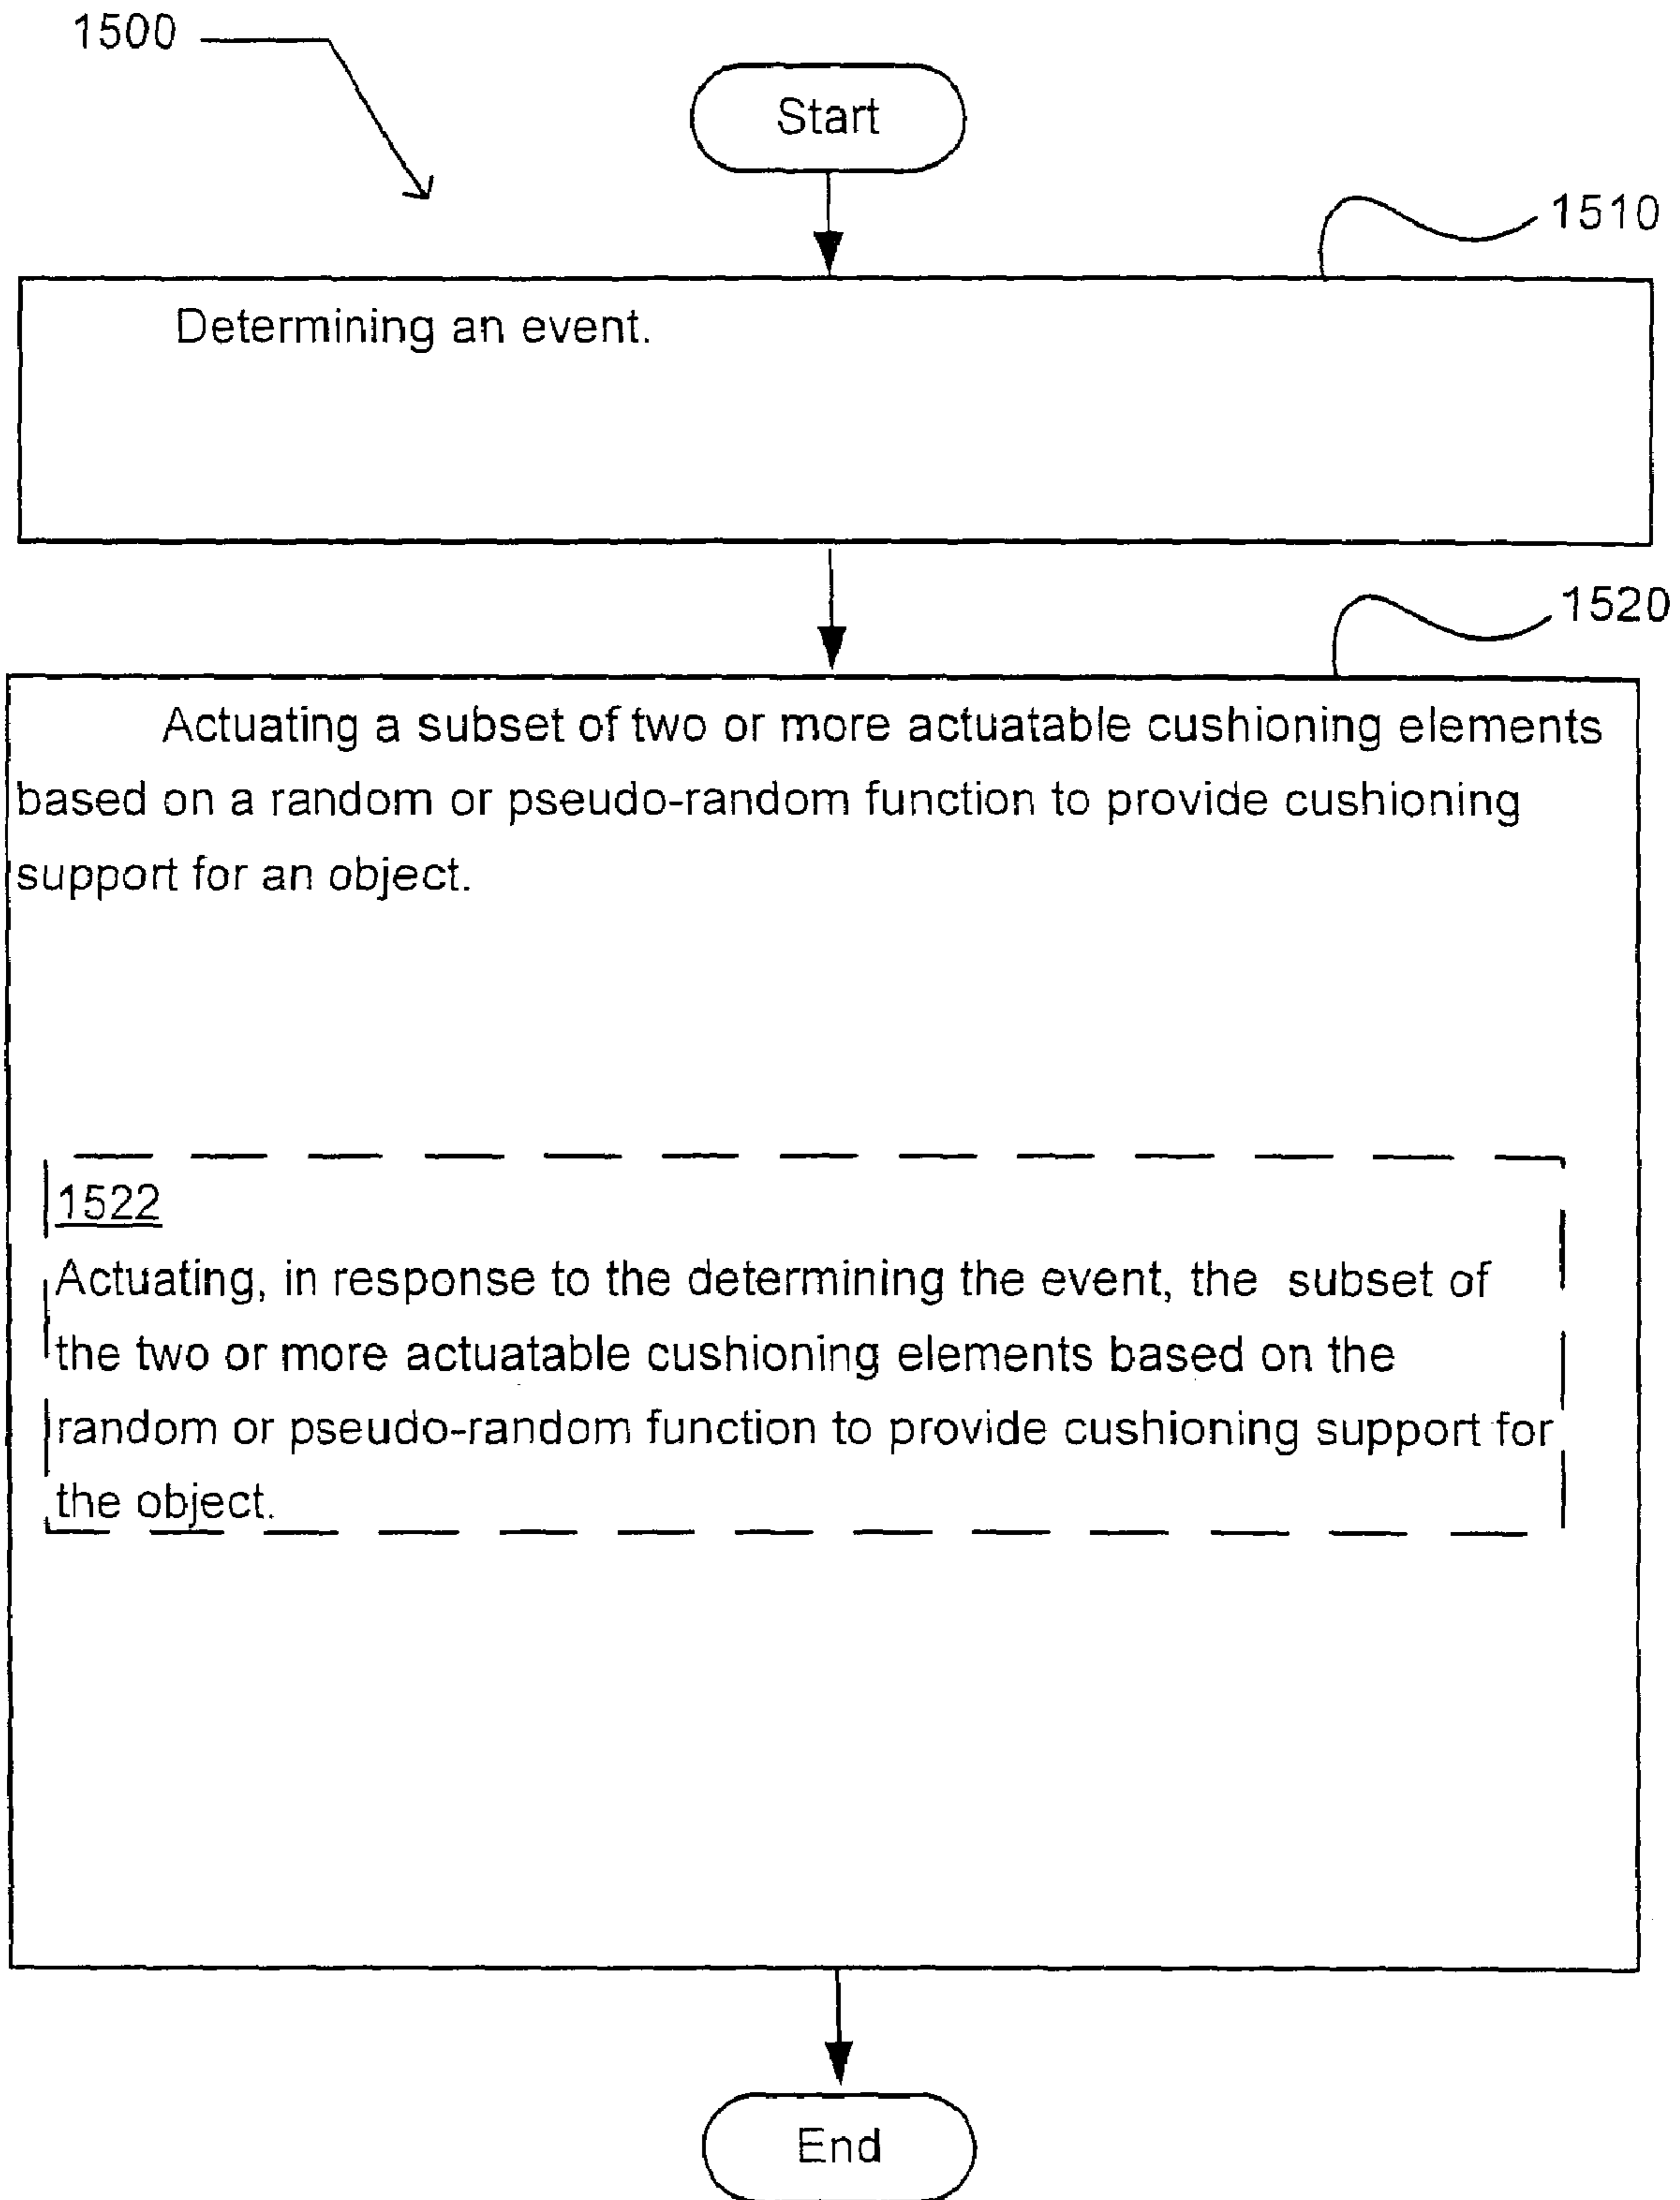 1500
Start
1510
Determining an event.
1520
Actuating a subset of two or more actuatable cushioning elements
based on a random or pseudo-random function to provide cushioning
support for an object.
1522
Actuating, in response to the determining the event, the subset of
the two or more actuatable cushioning elements based on the
random or pseudo-random function to provide cushioning support for
the object.
End